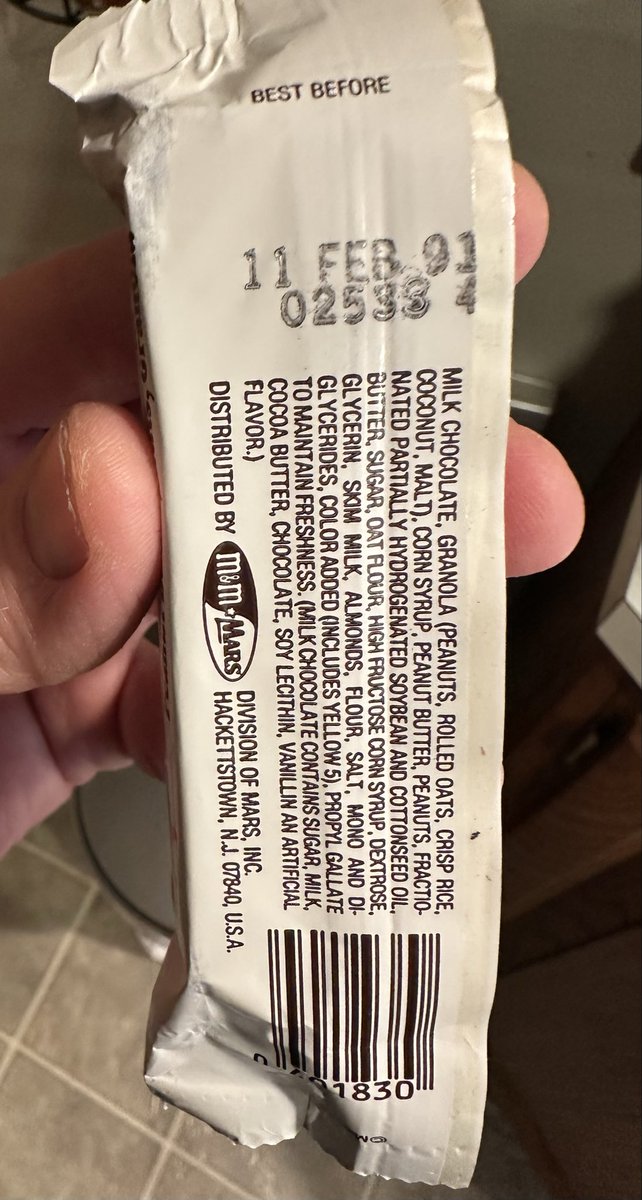 BEST BEFORE
11 FEB 91
02533
MILK CHOCOLATE, GRANOLA (PEANUTS, ROLLED OATS, CRISP RICE,
COCONUT, MALT), CORN SYRUP, PEANUT BUTTER, PEANUTS, FRACTIO-
NATED PARTIALLY HYDROGENATED SOYBEAN AND COTTONSEED OIL,
BUTTER, SUGAR, OAT FLOUR, HIGH FRUCTOSE CORN SYRUP, DEXTROSE,
GLYCERIN, SKIM MILK, ALMONDS, FLOUR, SALT, MONO AND DI-
GLYCERIDES, COLOR ADDED (INCLUDES YELLOW 5), PROPYL GALLATE
TO MAINTAIN FRESHNESS. (MILK CHOCOLATE CONTAINS SUGAR, MILK,
COCOA BUTTER, CHOCOLATE, SOY LECITHIN, VANILLIN AN ARTIFICIAL
FLAVOR.)
DISTRIBUTED BY m&m•MARS DIVISION OF MARS, INC.
HACKETTSTOWN, N.J. 07840, U.S.A.
1830